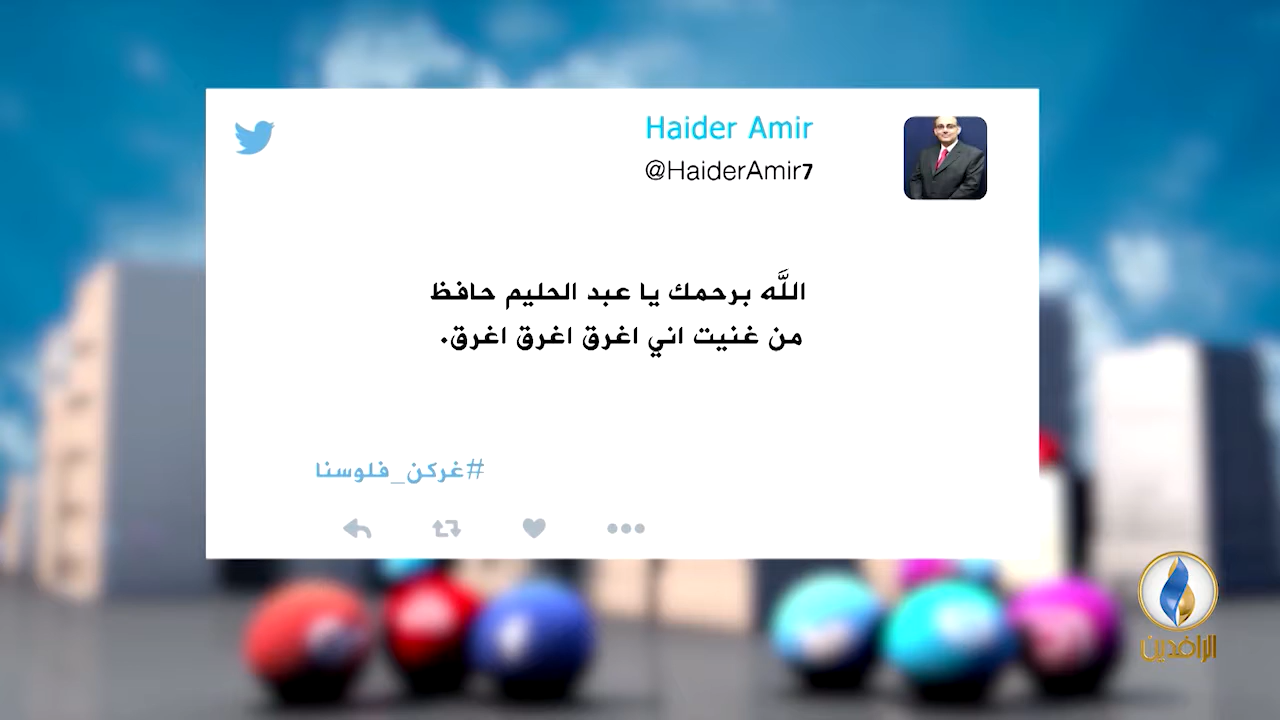 Haider Amir
@HaiderAmir7
اللَّه برحمك يا عبد الحليم حافظ
من غنيت اني اغرق اغرق اغرق.
#غركن_فلوسنا
الرافدين